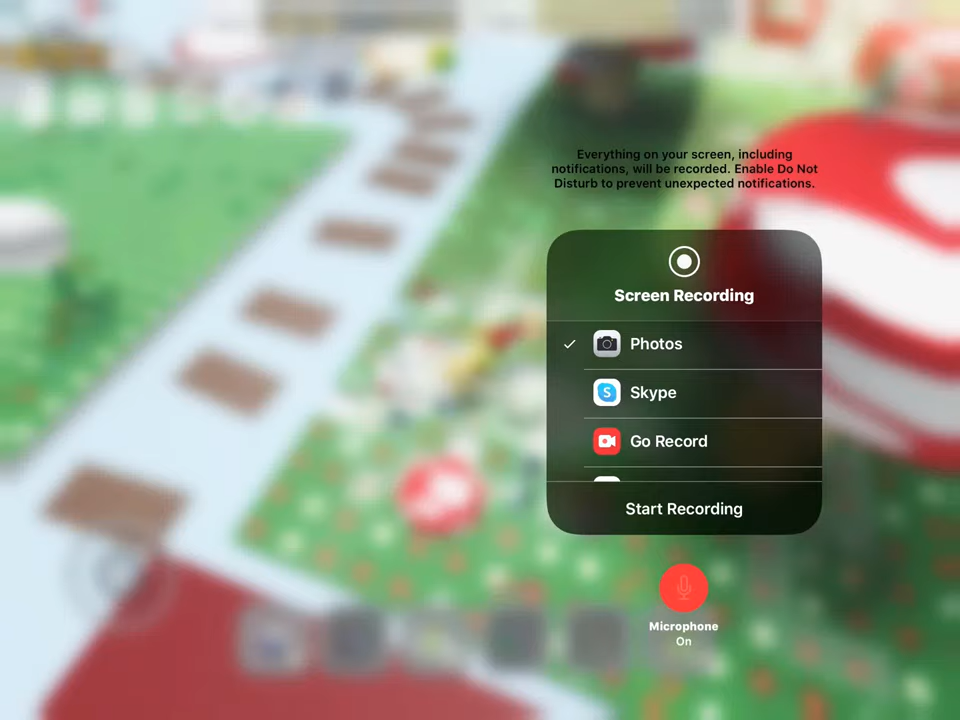 Everything on your screen, including
notifications, will be recorded. Enable Do Not
Disturb to prevent unexpected notifications.
Screen Recording
Photos
Skype
Go Record
Start Recording
Microphone
On